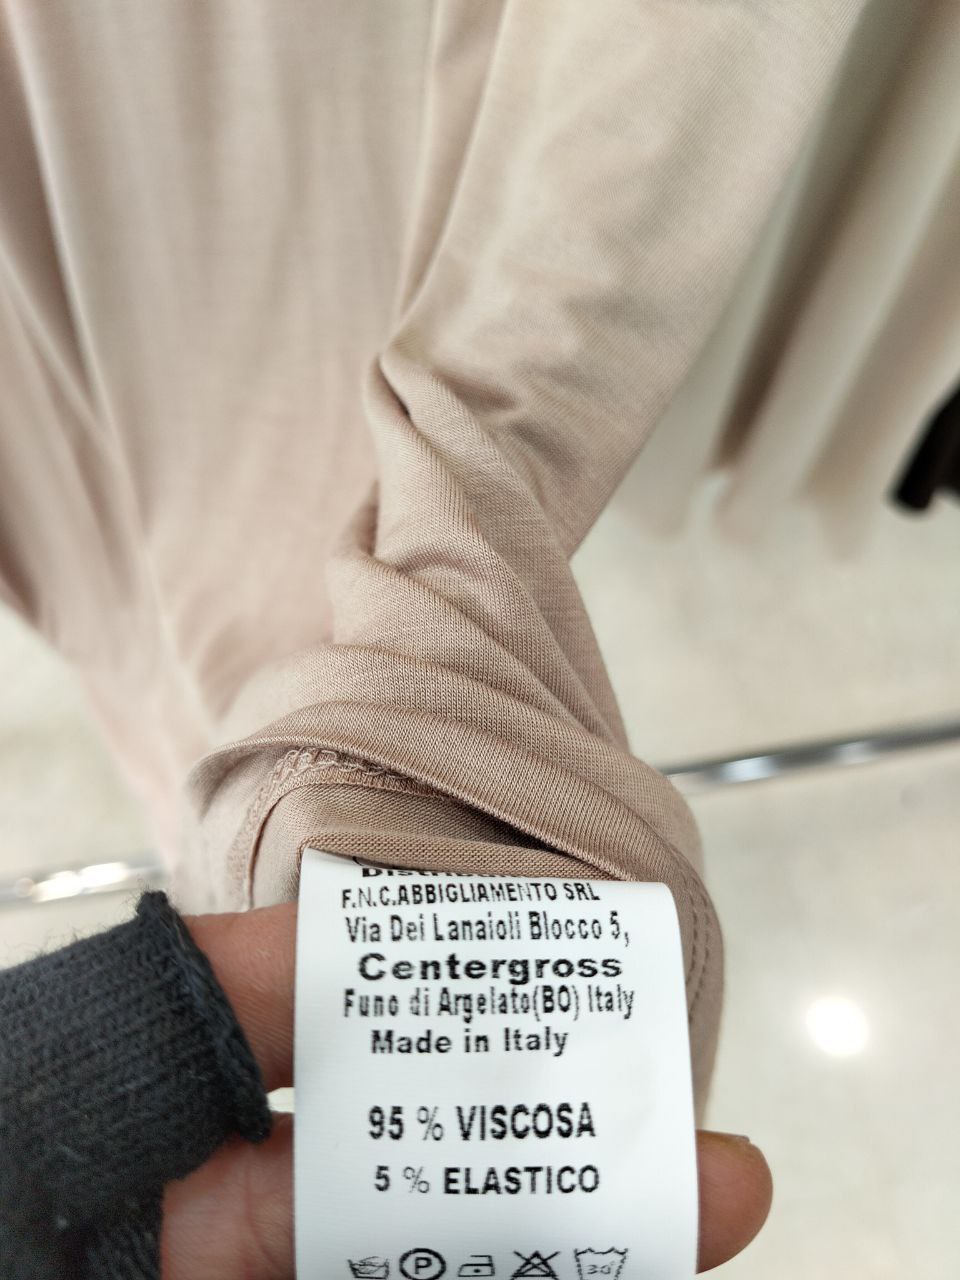 F.N.C.ABBIGLIAMENTO SRL
Via Dei Lanaioli Blocco 5,
Centergross
Funo di Argelato(BO) Italy
Made in Italy
95 % VISCOSA
5 % ELASTICO
P
30°